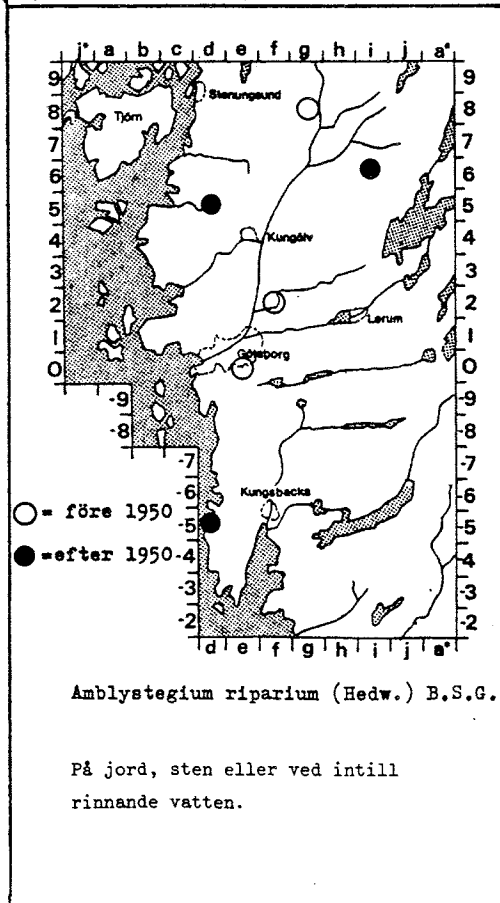 j° a b c d e f g h i j a°
9 9
8 8
7 7
6 6
5 5
4 4
3 3
2 2
1 1
0 0
-9 -9
-8 -8
-7 -7
-6 -6
-5 -5
-4 -4
-3 -3
-2 -2
d e f g h i j a°
Stenungsund
Tjörn
Kungälv
Lerum
Göteborg
Kungsbacka
= före 1950
= efter 1950
Amblystegium riparium (Hedw.) B.S.G.
På jord, sten eller ved intill
rinnande vatten.